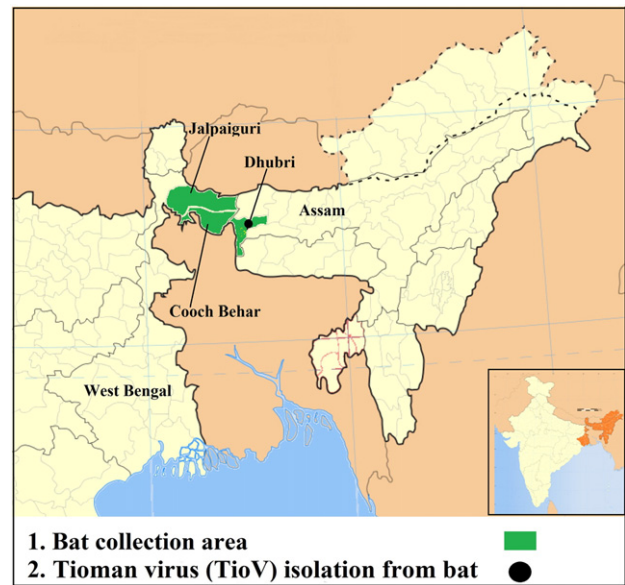 Jalpaiguri
Dhubri
Assam
Cooch Behar
West Bengal
1. Bat collection area
2. Tioman virus (TioV) isolation from bat